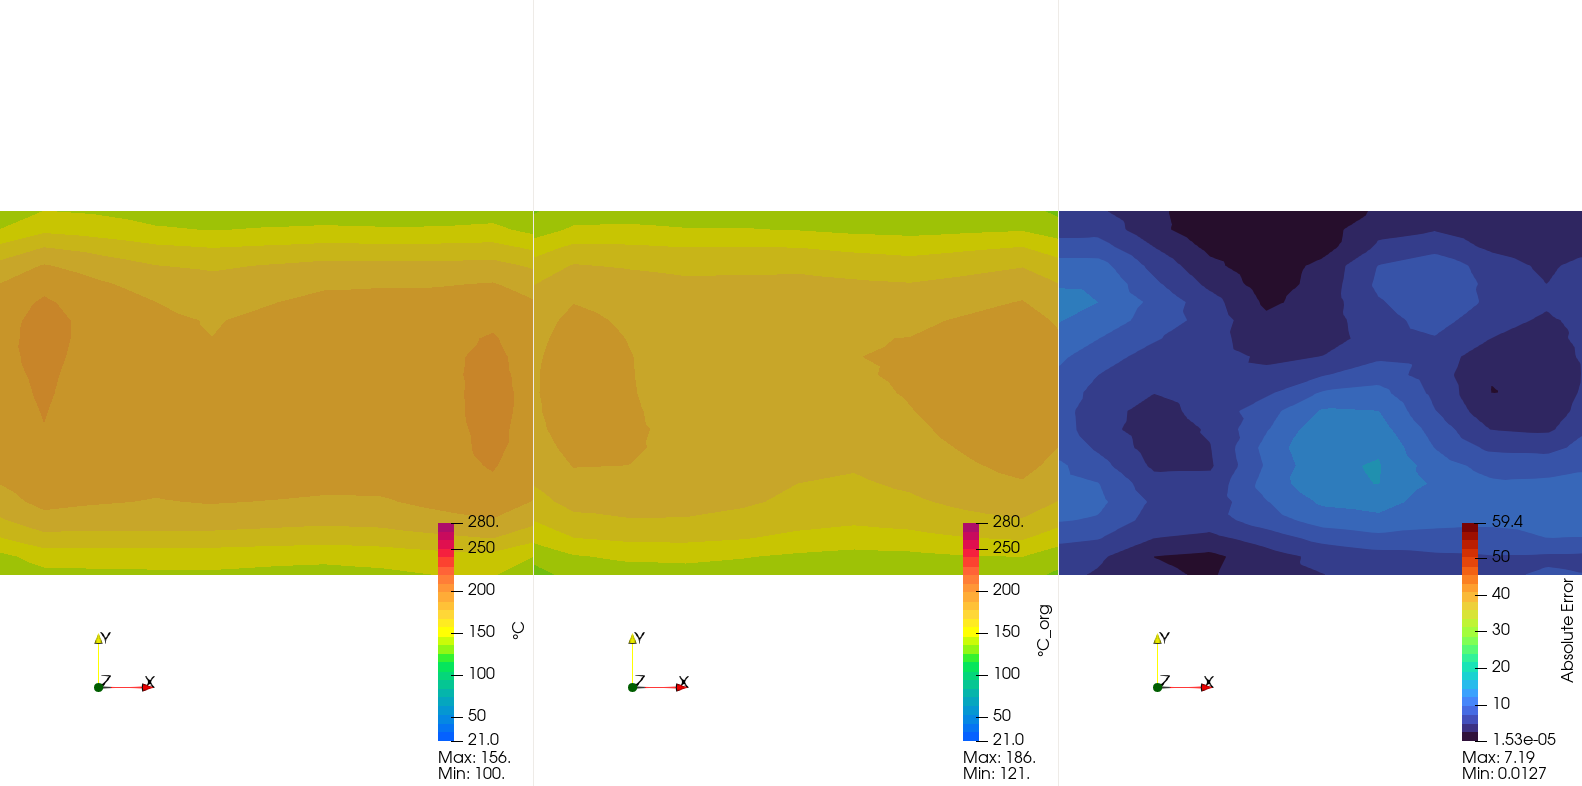 280.
250
200
150
100
50
21.0
°C
Max: 156.
Min: 100.
Y
Z
X
280.
250
200
150
100
50
21.0
°C_org
Max: 186.
Min: 121.
Y
Z
X
59.4
50
40
30
20
10
1.53e-05
Absolute Error
Max: 7.19
Min: 0.0127
Y
Z
X